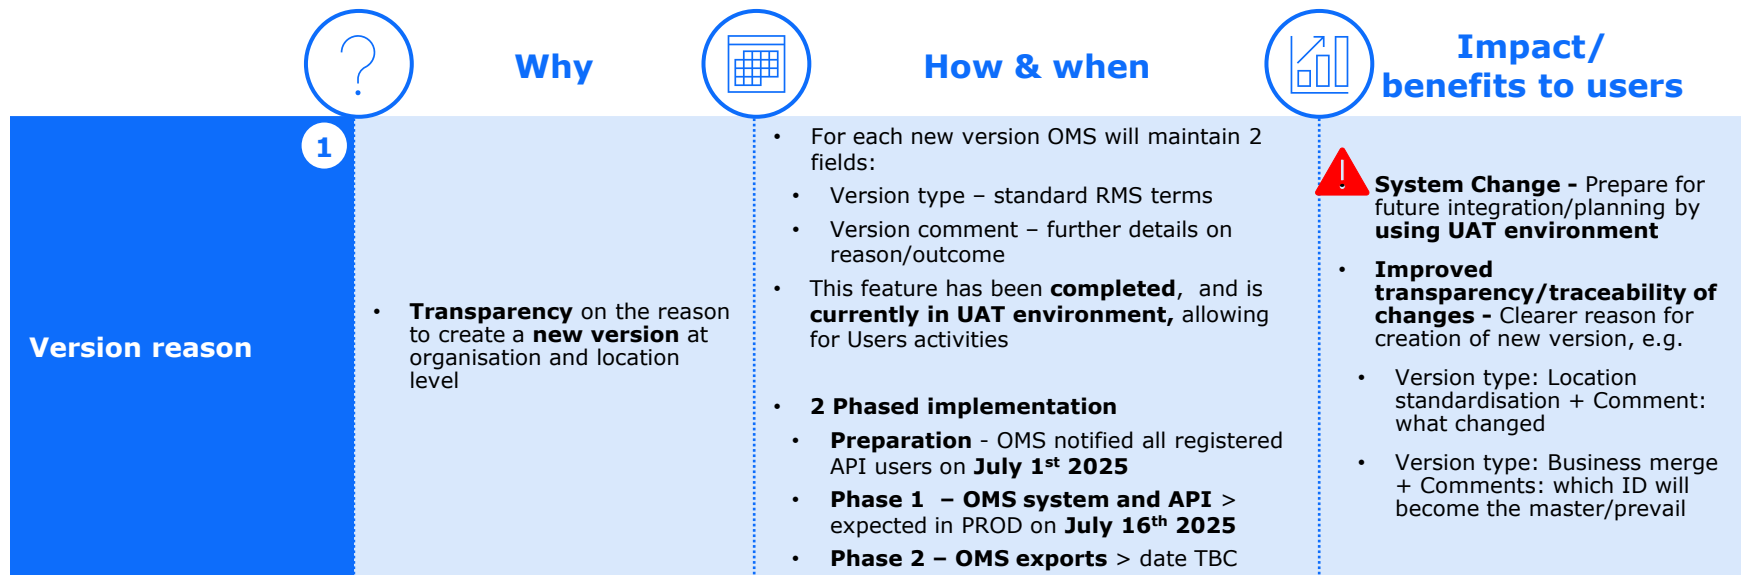 Why
How & when
Impact/
benefits to users
1
Version reason
• Transparency on the reason
to create a new version at
organisation and location
level
• For each new version OMS will maintain 2
fields:
• Version type – standard RMS terms
• Version comment – further details on
reason/outcome
• This feature has been completed, and is
currently in UAT environment, allowing
for Users activities
• 2 Phased implementation
• Preparation - OMS notified all registered
API users on July 1st 2025
• Phase 1 – OMS system and API >
expected in PROD on July 16th 2025
• Phase 2 – OMS exports > date TBC
• System Change - Prepare for
future integration/planning by
using UAT environment
• Improved
transparency/traceability of
changes - Clearer reason for
creation of new version, e.g.
• Version type: Location
standardisation + Comment:
what changed
• Version type: Business merge
+ Comments: which ID will
become the master/prevail